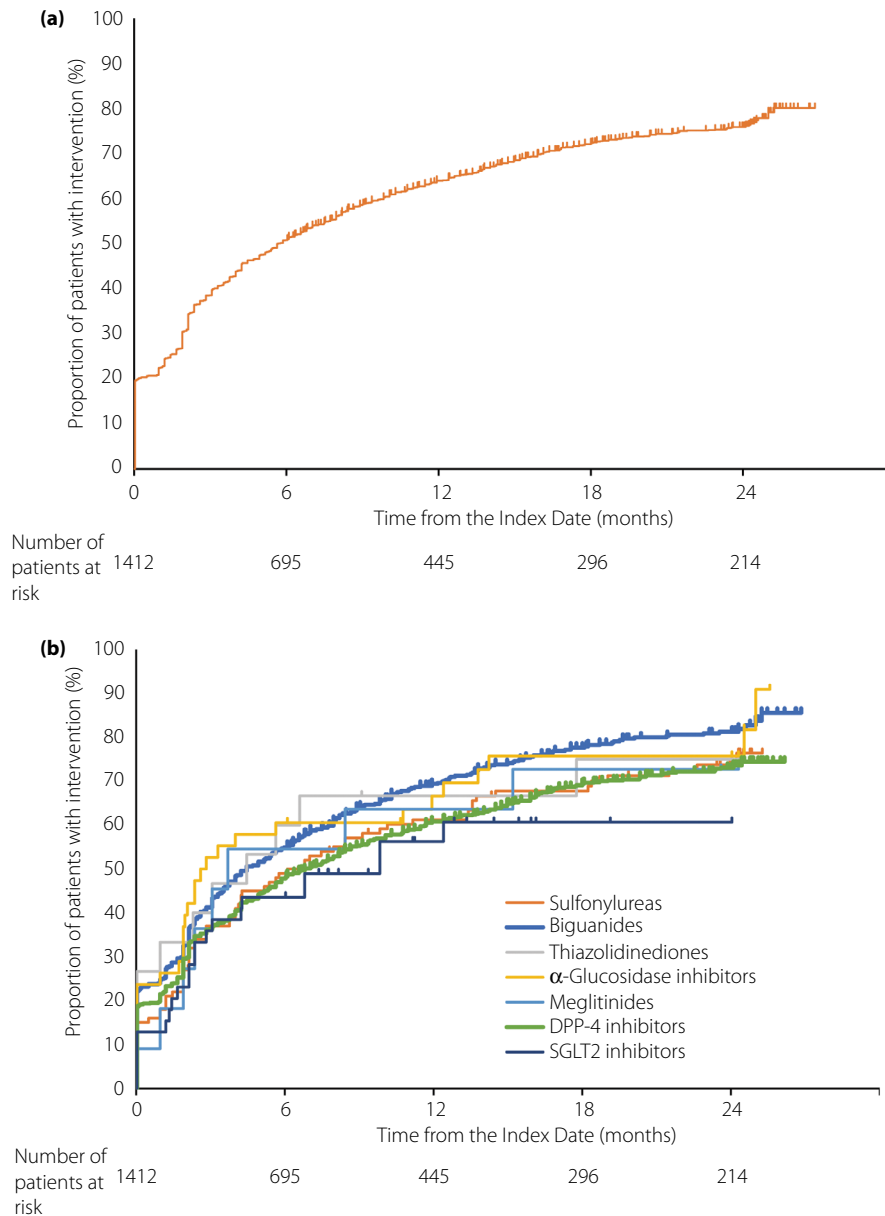 (a)
Proportion of patients with intervention (%)
100
90
80
70
60
50
40
30
20
10
0
0 6 12 18 24
Time from the Index Date (months)
Number of
patients at
risk
1412 695 445 296 214
(b)
Proportion of patients with intervention (%)
100
90
80
70
60
50
40
30
20
10
0
Sulfonylureas
Biguanides
Thiazolidinediones
α-Glucosidase inhibitors
Meglitinides
DPP-4 inhibitors
SGLT2 inhibitors
0 6 12 18 24
Time from the Index Date (months)
Number of
patients at
risk
1412 695 445 296 214